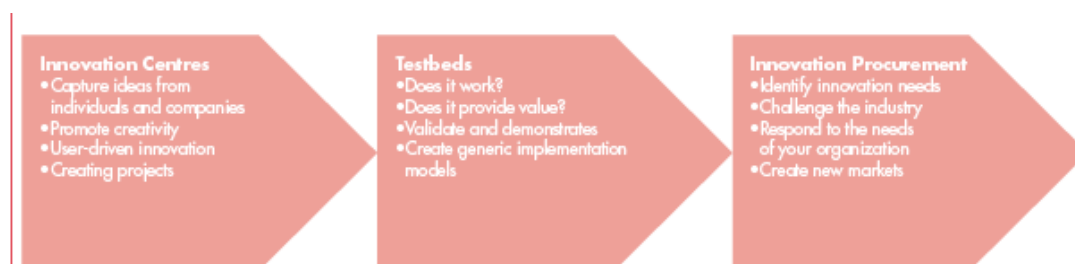 Innovation Centres
•Capture ideas from
individuals and companies
•Promote creativity
•User-driven innovation
•Creating projects
Testbeds
•Does it work?
•Does it provide value?
•Validate and demonstrates
•Create generic implementation
models
Innovation Procurement
•Identify innovation needs
•Challenge the industry
•Respond to the needs
of your organization
•Create new markets